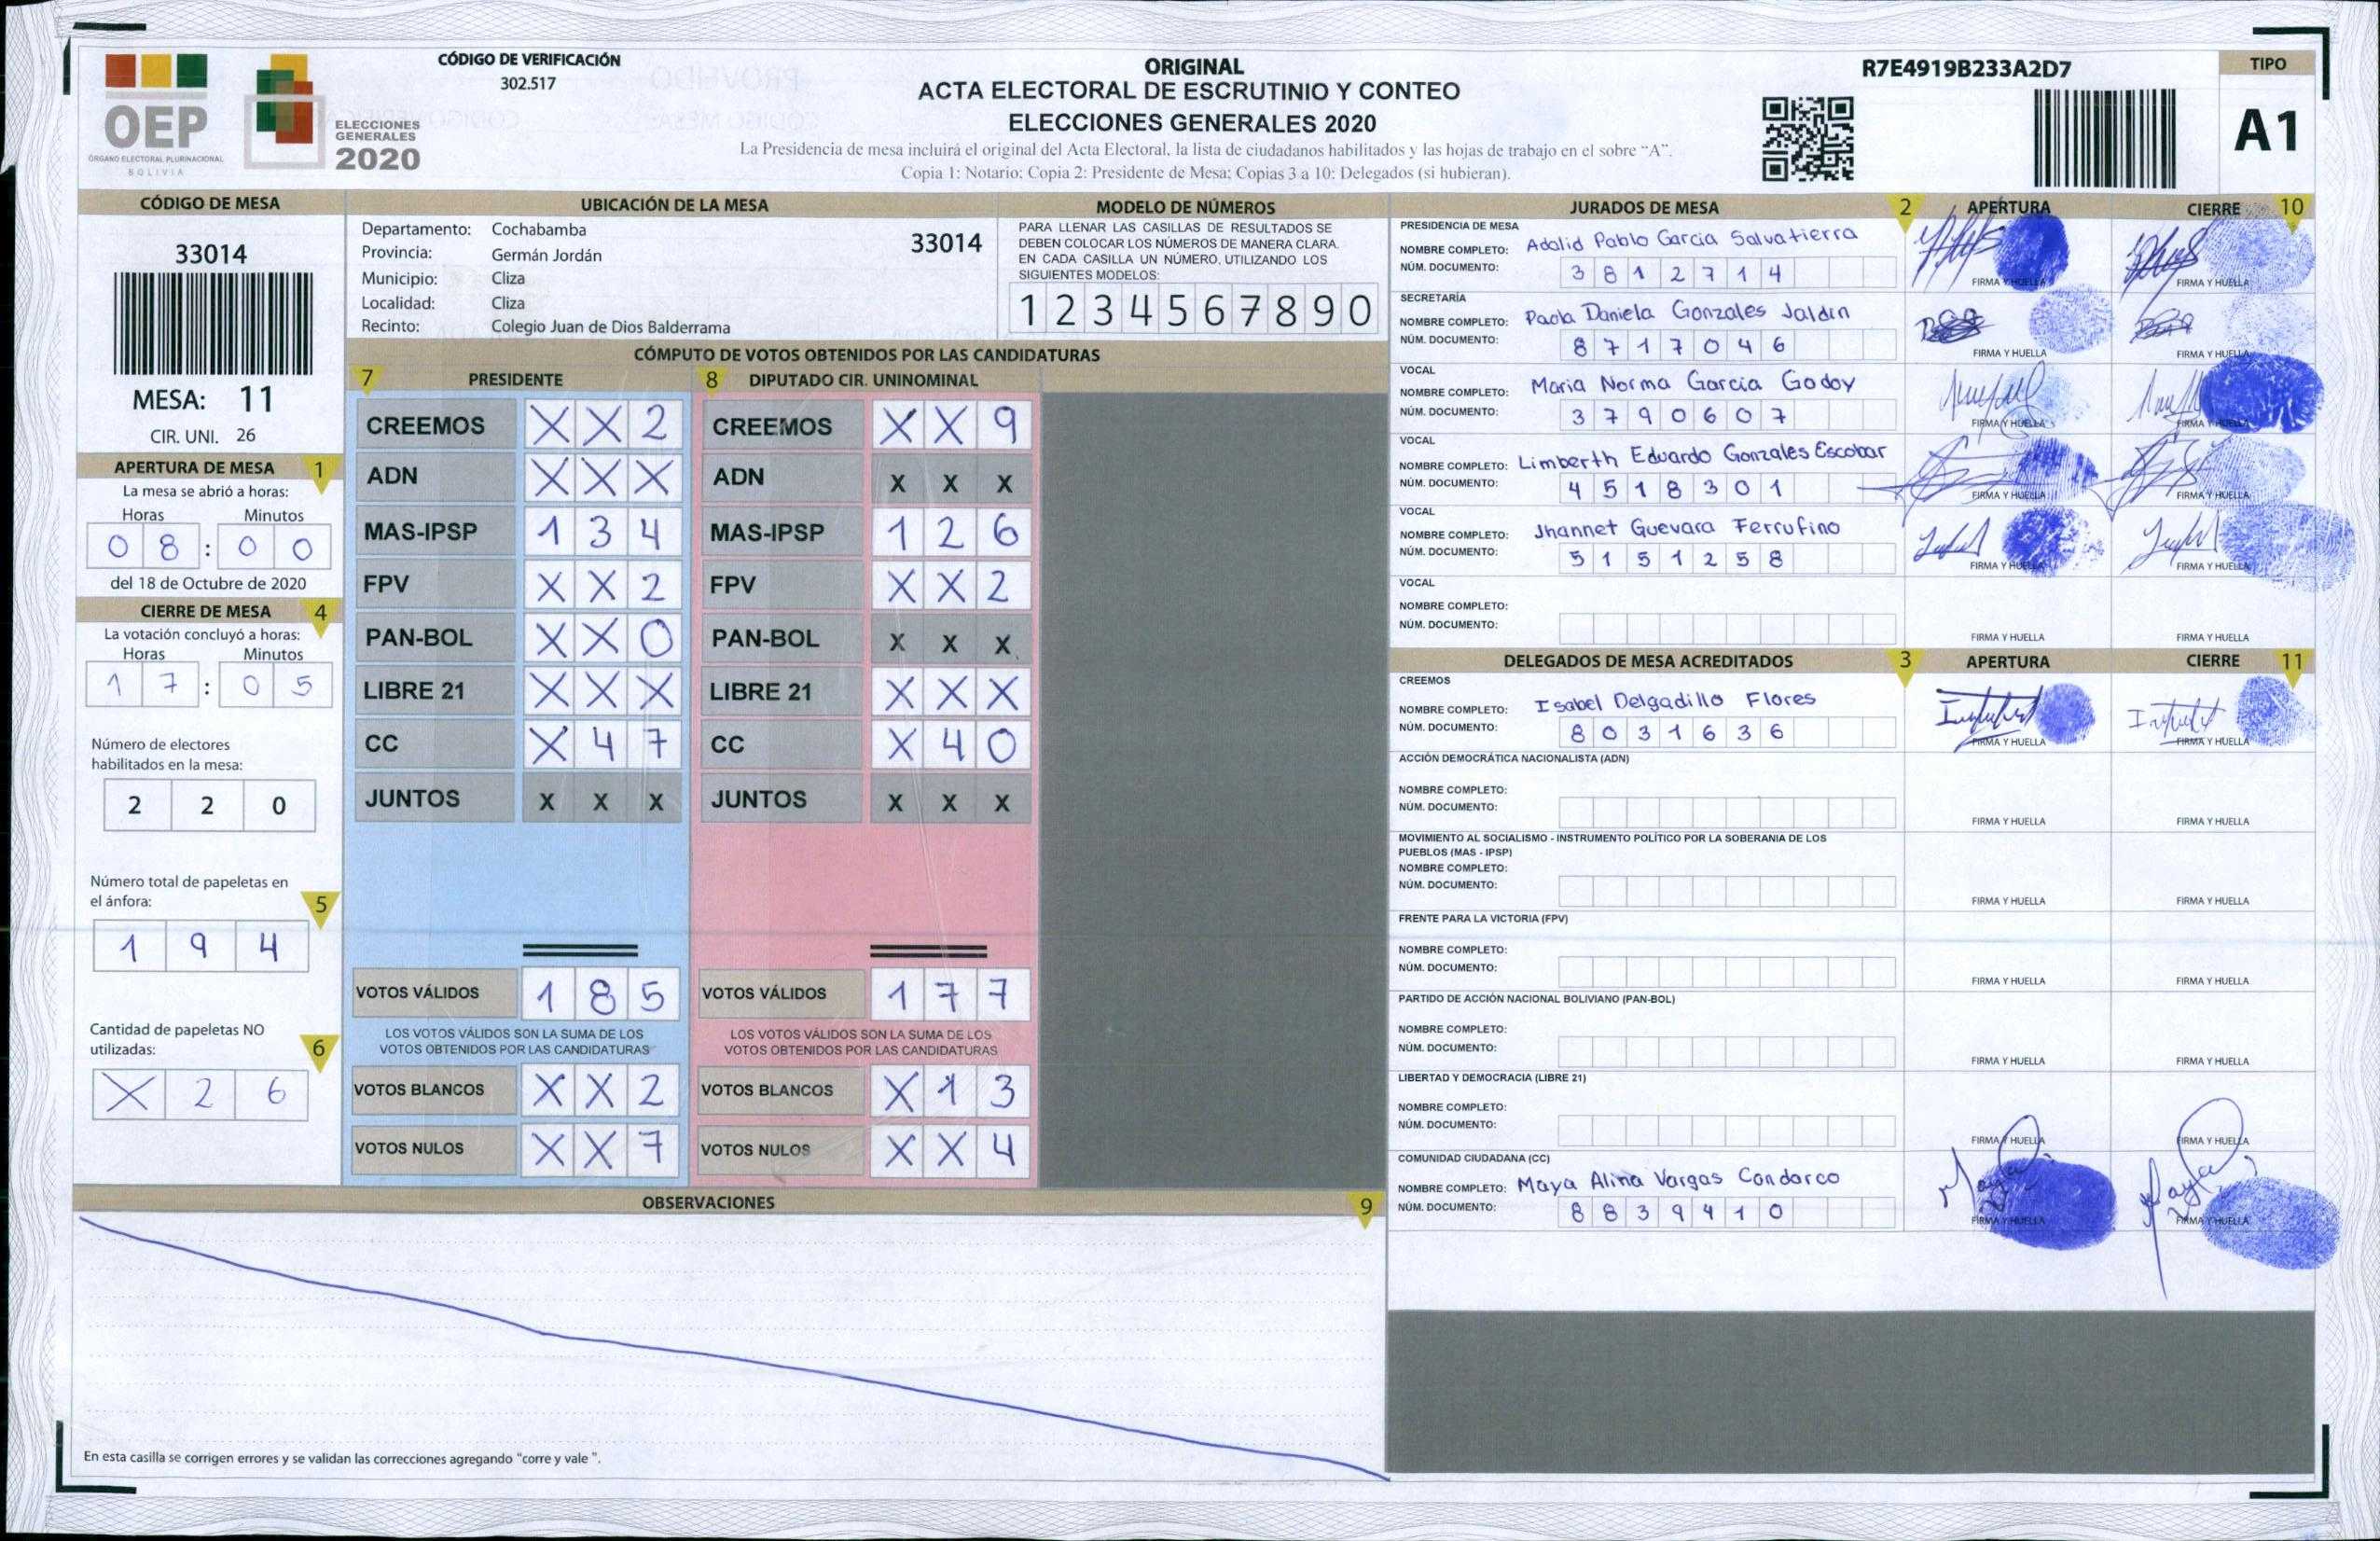 CÓDIGO DE VERIFICACIÓN
302.517
OEP
ÓRGANO ELECTORAL PLURINACIONAL
BOLIVIA
ELECCIONES
GENERALES
2020
ORIGINAL
ACTA ELECTORAL DE ESCRUTINIO Y CONTEO
ELECCIONES GENERALES 2020
La Presidencia de mesa incluirá el original del Acta Electoral, la lista de ciudadanos habilitados y las hojas de trabajo en el sobre “A”.
Copia 1: Notario; Copia 2: Presidente de Mesa; Copias 3 a 10: Delegados (si hubieran).
R7E4919B233A2D7
TIPO
A1
CÓDIGO DE MESA
33014
MESA: 11
CIR. UNI. 26
APERTURA DE MESA 1
La mesa se abrió a horas:
Horas Minutos
0 8 : 0 0
del 18 de Octubre de 2020
CIERRE DE MESA 4
La votación concluyó a horas:
Horas Minutos
1 7 : 0 5
Número de electores
habilitados en la mesa:
2 2 0
Número total de papeletas en
el ánfora: 5
1 9 4
Cantidad de papeletas NO
utilizadas: 6
X 2 6
UBICACIÓN DE LA MESA
Departamento: Cochabamba
33014
Provincia: Germán Jordán
Municipio: Cliza
Localidad: Cliza
Recinto: Colegio Juan de Dios Balderrama
MODELO DE NÚMEROS
PARA LLENAR LAS CASILLAS DE RESULTADOS SE
DEBEN COLOCAR LOS NÚMEROS DE MANERA CLARA.
EN CADA CASILLA UN NÚMERO, UTILIZANDO LOS
SIGUIENTES MODELOS:
1 2 3 4 5 6 7 8 9 0
CÓMPUTO DE VOTOS OBTENIDOS POR LAS CANDIDATURAS
7 PRESIDENTE
CREEMOS X X 2
ADN X X X
MAS-IPSP 1 3 4
FPV X X 2
PAN-BOL X X 0
LIBRE 21 X X X
CC X 4 7
JUNTOS X X X
VOTOS VÁLIDOS 1 8 5
LOS VOTOS VÁLIDOS SON LA SUMA DE LOS
VOTOS OBTENIDOS POR LAS CANDIDATURAS
VOTOS BLANCOS X X 2
VOTOS NULOS X X 7
8 DIPUTADO CIR. UNINOMINAL
CREEMOS X X 9
ADN X X X
MAS-IPSP 1 2 6
FPV X X 2
PAN-BOL X X X
LIBRE 21 X X X
CC X 4 0
JUNTOS X X X
VOTOS VÁLIDOS 1 7 7
LOS VOTOS VÁLIDOS SON LA SUMA DE LOS
VOTOS OBTENIDOS POR LAS CANDIDATURAS
VOTOS BLANCOS X 1 3
VOTOS NULOS X X 4
OBSERVACIONES 9
En esta casilla se corrigen errores y se validan las correcciones agregando "corre y vale ".
JURADOS DE MESA 2 APERTURA CIERRE 10
PRESIDENCIA DE MESA
NOMBRE COMPLETO: Adalid Pablo Garcia Salvatierra
NÚM. DOCUMENTO: 3 8 1 2 7 1 4
FIRMA Y HUELLA FIRMA Y HUELLA
SECRETARÍA
NOMBRE COMPLETO: Paola Daniela Gonzales Jaldin
NÚM. DOCUMENTO: 8 7 1 7 0 4 6
FIRMA Y HUELLA FIRMA Y HUELLA
VOCAL
NOMBRE COMPLETO: Maria Norma Garcia Godoy
NÚM. DOCUMENTO: 3 7 9 0 6 0 7
FIRMA Y HUELLA FIRMA Y HUELLA
VOCAL
NOMBRE COMPLETO: Limberth Eduardo Gonzales Escobar
NÚM. DOCUMENTO: 4 5 1 8 3 0 1
FIRMA Y HUELLA FIRMA Y HUELLA
VOCAL
NOMBRE COMPLETO: Jhannet Guevara Ferrufino
NÚM. DOCUMENTO: 5 1 5 1 2 5 8
FIRMA Y HUELLA FIRMA Y HUELLA
VOCAL
NOMBRE COMPLETO:
NÚM. DOCUMENTO:
FIRMA Y HUELLA FIRMA Y HUELLA
DELEGADOS DE MESA ACREDITADOS 3 APERTURA CIERRE 11
CREEMOS
NOMBRE COMPLETO: Isabel Delgadillo Flores
NÚM. DOCUMENTO: 8 0 3 1 6 3 6
FIRMA Y HUELLA FIRMA Y HUELLA
ACCIÓN DEMOCRÁTICA NACIONALISTA (ADN)
NOMBRE COMPLETO:
NÚM. DOCUMENTO:
FIRMA Y HUELLA FIRMA Y HUELLA
MOVIMIENTO AL SOCIALISMO - INSTRUMENTO POLÍTICO POR LA SOBERANIA DE LOS
PUEBLOS (MAS - IPSP)
NOMBRE COMPLETO:
NÚM. DOCUMENTO:
FIRMA Y HUELLA FIRMA Y HUELLA
FRENTE PARA LA VICTORIA (FPV)
NOMBRE COMPLETO:
NÚM. DOCUMENTO:
FIRMA Y HUELLA FIRMA Y HUELLA
PARTIDO DE ACCIÓN NACIONAL BOLIVIANO (PAN-BOL)
NOMBRE COMPLETO:
NÚM. DOCUMENTO:
FIRMA Y HUELLA FIRMA Y HUELLA
LIBERTAD Y DEMOCRACIA (LIBRE 21)
NOMBRE COMPLETO:
NÚM. DOCUMENTO:
FIRMA Y HUELLA FIRMA Y HUELLA
COMUNIDAD CIUDADANA (CC)
NOMBRE COMPLETO: Maya Alina Vargas Condarco
NÚM. DOCUMENTO: 8 8 3 9 4 1 0
FIRMA Y HUELLA FIRMA Y HUELLA